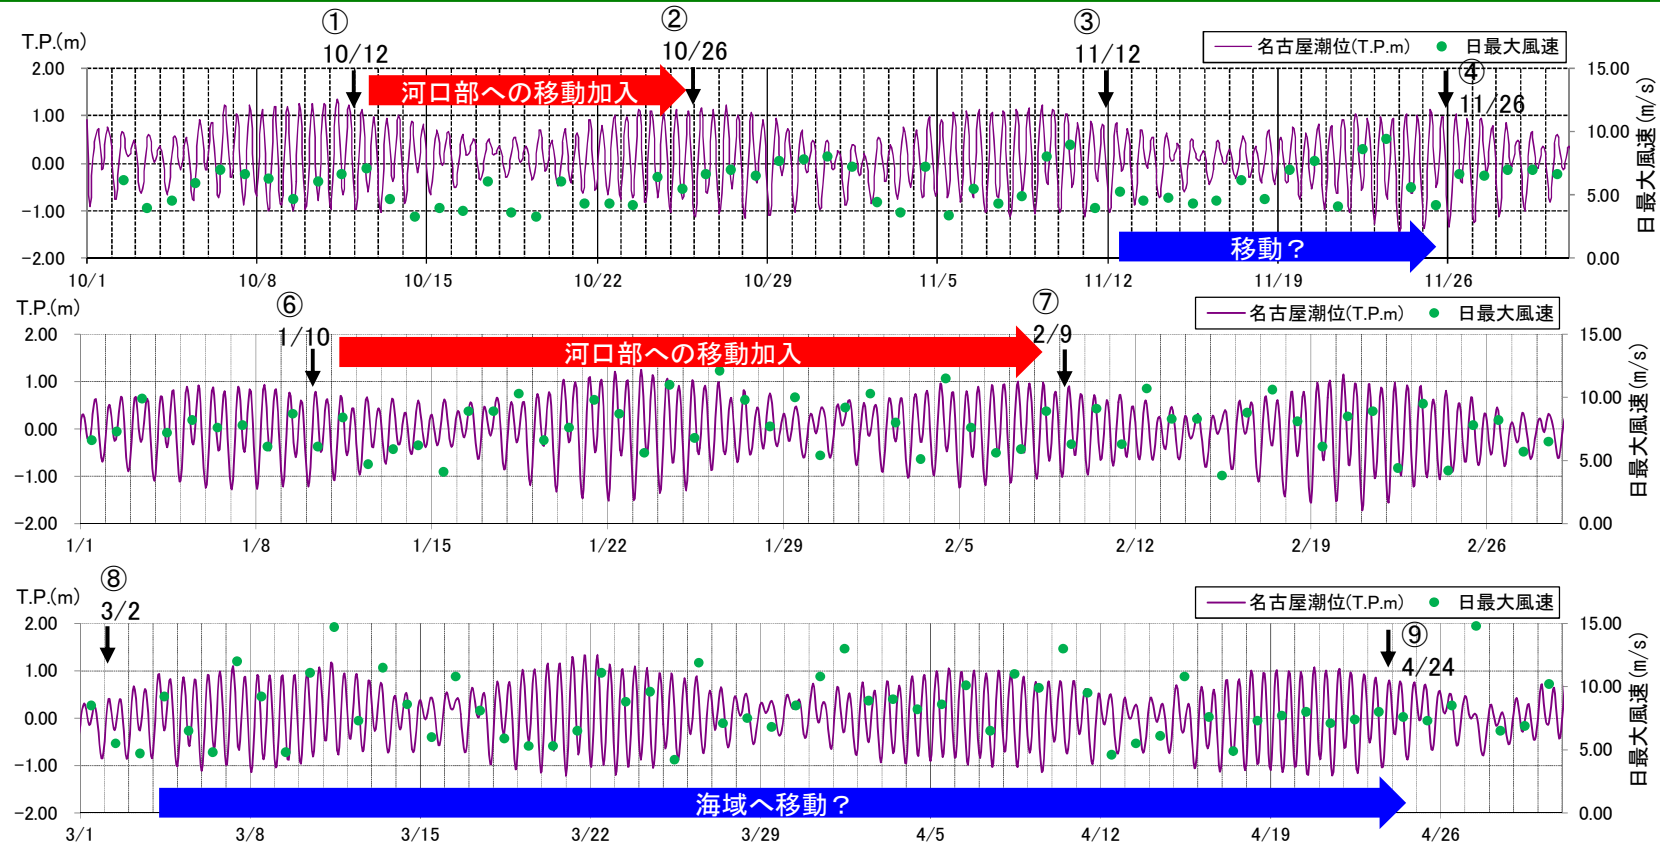 ① ② ③
T.P.(m) 10/12 10/26 11/12 名古屋潮位(T.P.m) 日最大風速
④
11/26
2.00 河口部への移動加入 15.00
1.00 10.00
0.00
-1.00 5.00
-2.00 移動？ 0.00
日最大風速(m/s)
10/1 10/8 10/15 10/22 10/29 11/5 11/12 11/19 11/26
⑥ ⑦
T.P.(m) 1/10 2/9 名古屋潮位(T.P.m) 日最大風速
2.00 河口部への移動加入 15.00
1.00 10.00
0.00
-1.00 5.00
-2.00 0.00
日最大風速(m/s)
1/1 1/8 1/15 1/22 1/29 2/5 2/12 2/19 2/26
⑧
T.P.(m) 3/2 名古屋潮位(T.P.m) 日最大風速
⑨
4/24
2.00 15.00
1.00 10.00
0.00
-1.00 5.00
-2.00 海域へ移動？ 0.00
日最大風速(m/s)
3/1 3/8 3/15 3/22 3/29 4/5 4/12 4/19 4/26